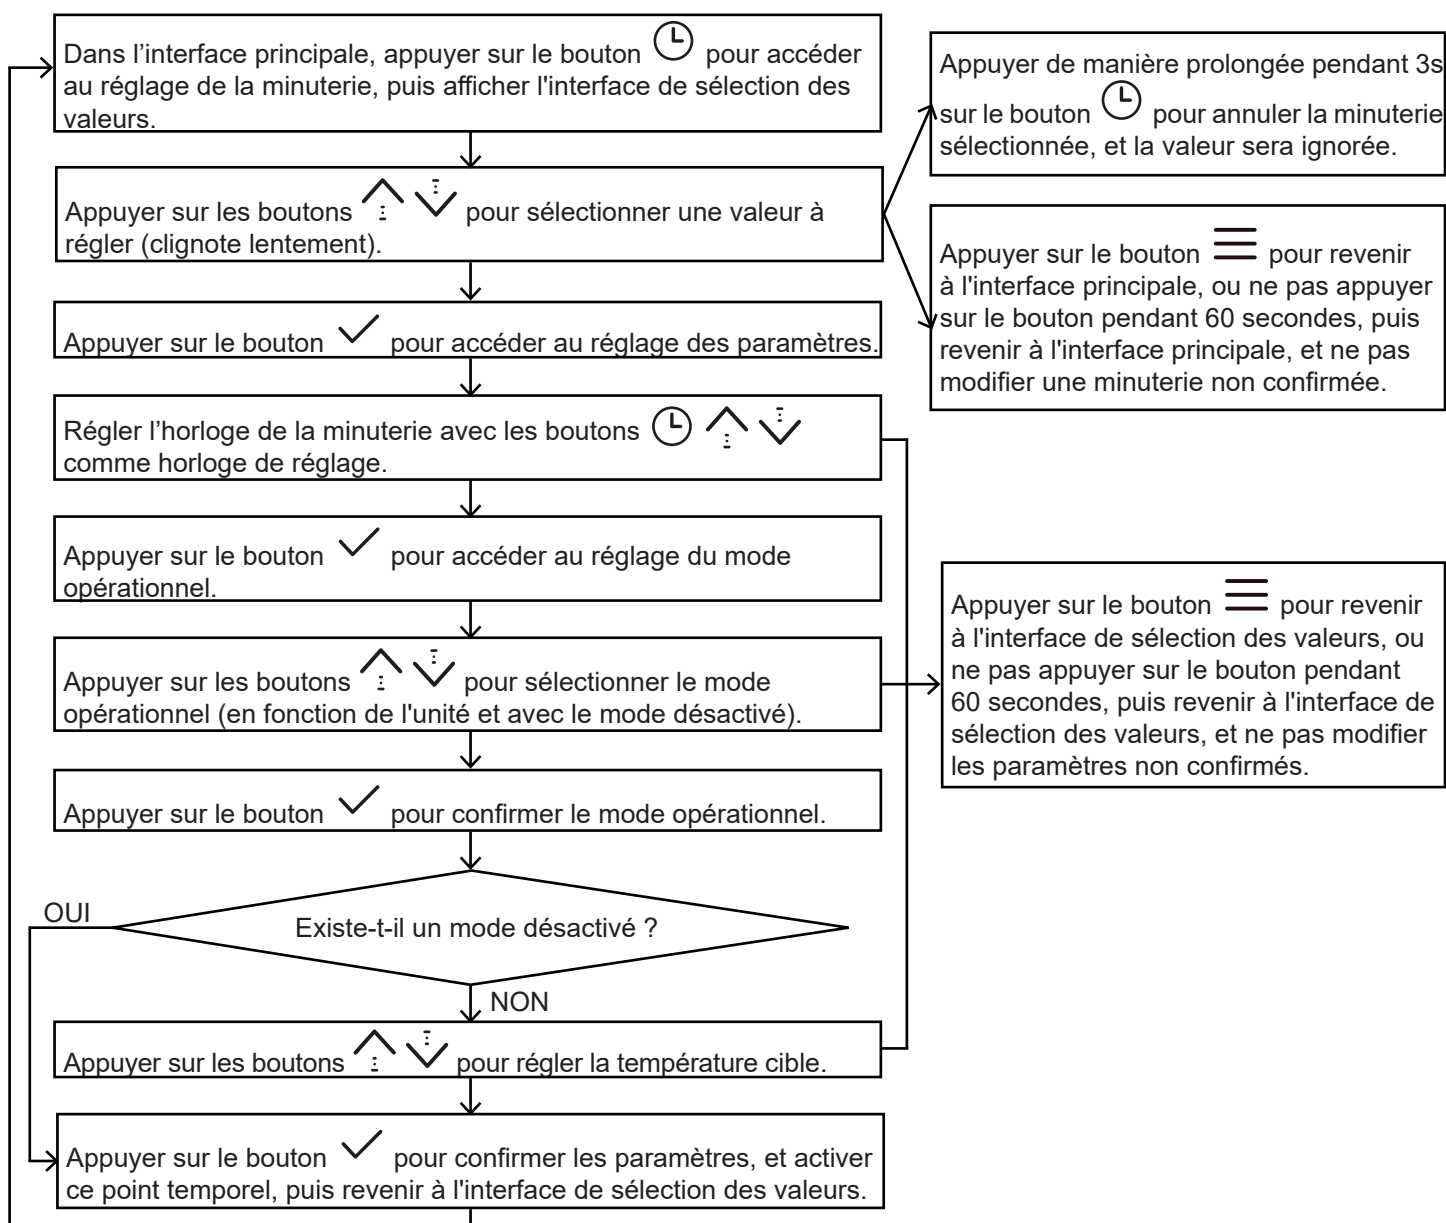 Dans l’interface principale, appuyer sur le bouton pour accéder
au réglage de la minuterie, puis afficher l'interface de sélection des
valeurs.
Appuyer de manière prolongée pendant 3s
sur le bouton pour annuler la minuterie
sélectionnée, et la valeur sera ignorée.
Appuyer sur les boutons pour sélectionner une valeur à
régler (clignote lentement).
Appuyer sur le bouton pour revenir
à l'interface principale, ou ne pas appuyer
sur le bouton pendant 60 secondes, puis
revenir à l'interface principale, et ne pas
modifier une minuterie non confirmée.
Appuyer sur le bouton pour accéder au réglage des paramètres.
Régler l’horloge de la minuterie avec les boutons
comme horloge de réglage.
Appuyer sur le bouton pour accéder au réglage du mode
opérationnel.
Appuyer sur les boutons pour sélectionner le mode
opérationnel (en fonction de l'unité et avec le mode désactivé).
Appuyer sur le bouton pour revenir
à l'interface de sélection des valeurs, ou
ne pas appuyer sur le bouton pendant
60 secondes, puis revenir à l'interface de
sélection des valeurs, et ne pas modifier
les paramètres non confirmés.
Appuyer sur le bouton pour confirmer le mode opérationnel.
OUI
Existe-t-il un mode désactivé ?
NON
Appuyer sur les boutons pour régler la température cible.
Appuyer sur le bouton pour confirmer les paramètres, et activer
ce point temporel, puis revenir à l'interface de sélection des valeurs.